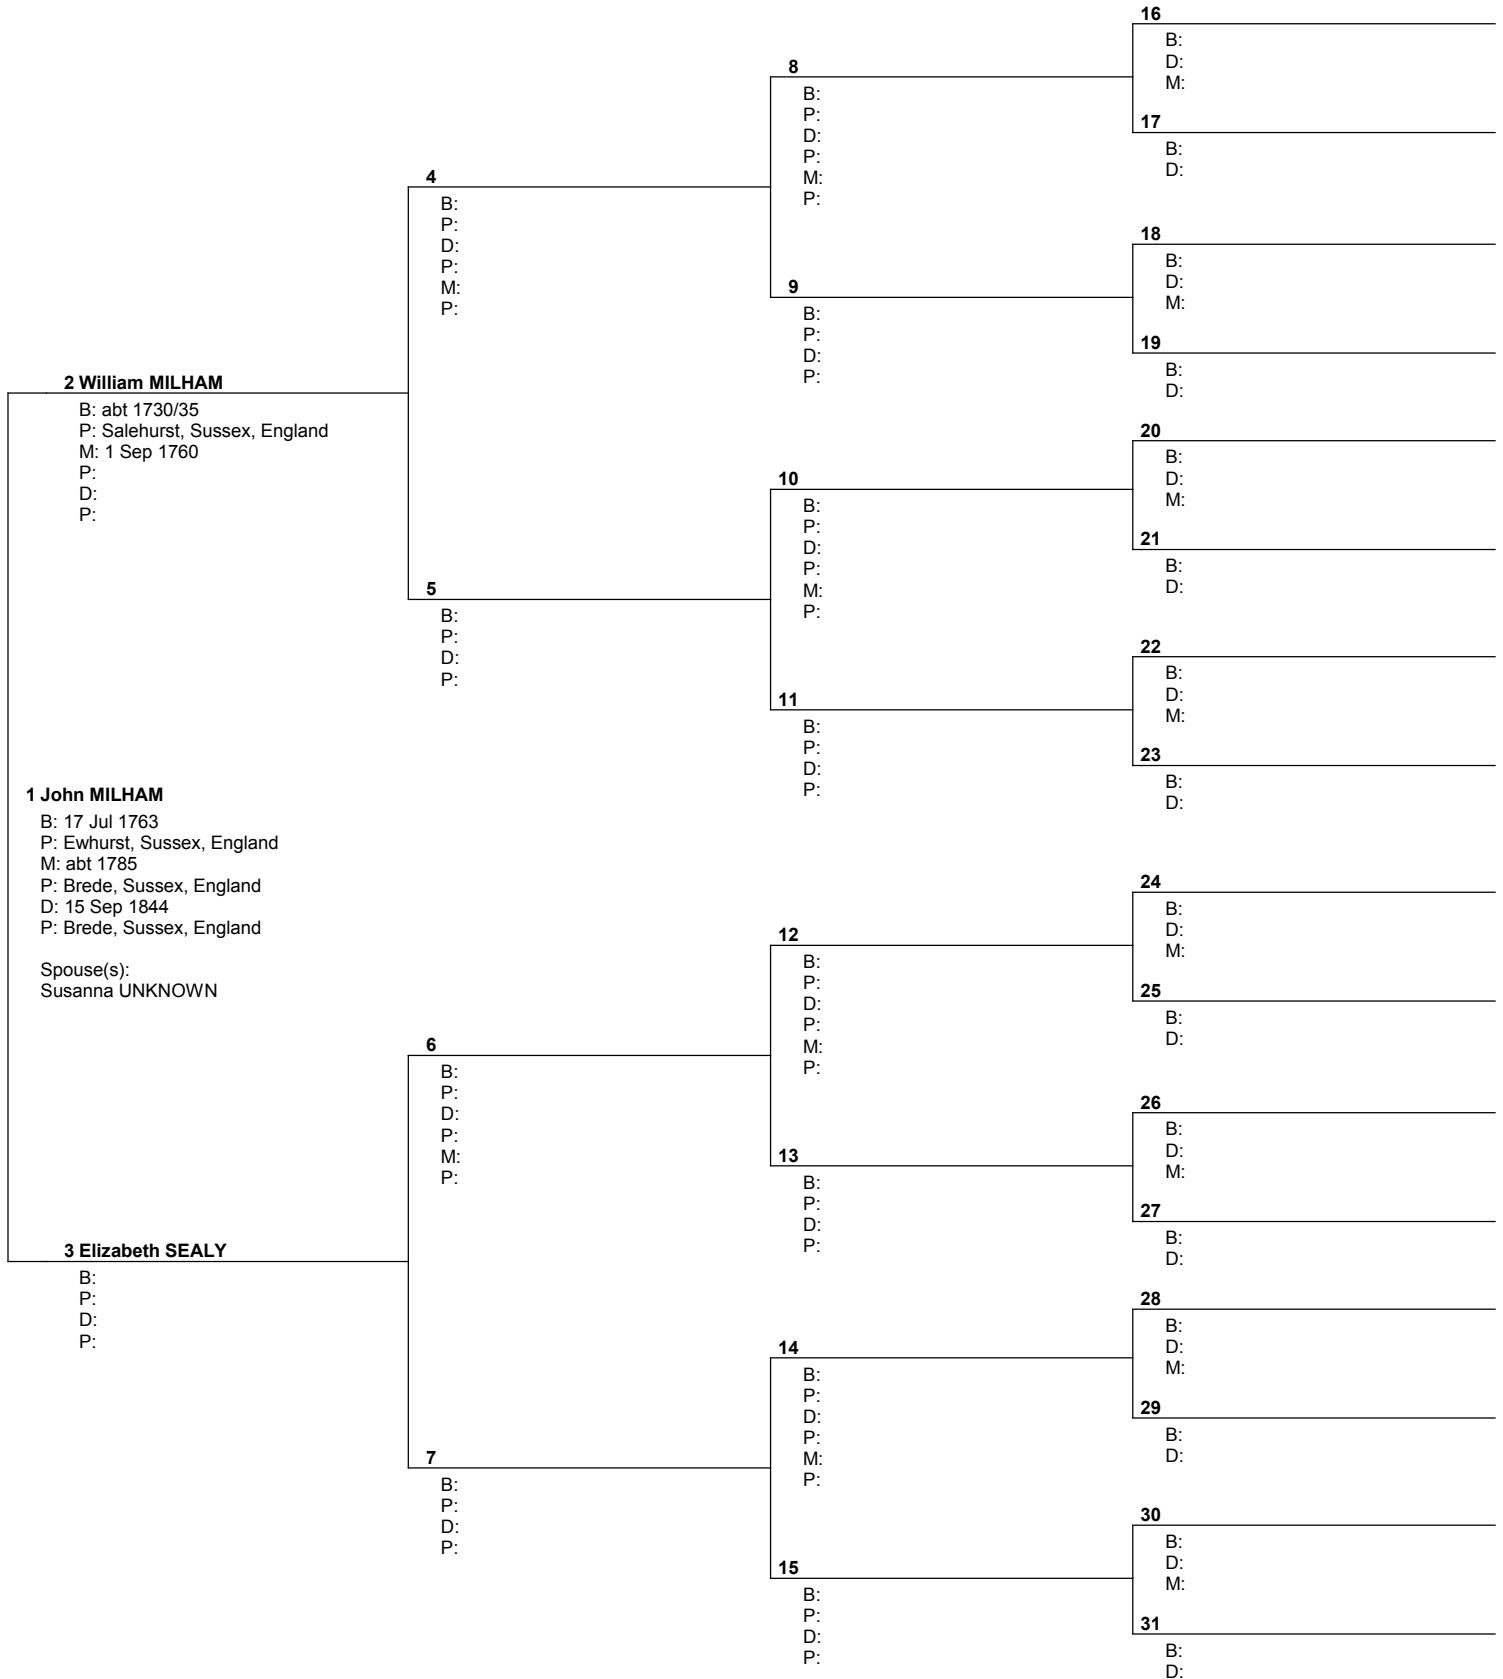 16
B:
D:
M:
8
B:
P:
D:
P:
M:
P:
17
B:
D:
4
B:
P:
D:
P:
M:
P:
18
B:
D:
M:
9
B:
P:
D:
P:
19
B:
D:
2 William MILHAM
B: abt 1730/35
P: Salehurst, Sussex, England
M: 1 Sep 1760
P:
D:
P:
20
B:
D:
M:
10
B:
P:
D:
P:
M:
P:
21
B:
D:
5
B:
P:
D:
P:
22
B:
D:
M:
11
B:
P:
D:
P:
23
B:
D:
1 John MILHAM
B: 17 Jul 1763
P: Ewhurst, Sussex, England
M: abt 1785
P: Brede, Sussex, England
D: 15 Sep 1844
P: Brede, Sussex, England
Spouse(s):
Susanna UNKNOWN
24
B:
D:
M:
12
B:
P:
D:
P:
M:
P:
25
B:
D:
6
B:
P:
D:
P:
M:
P:
26
B:
D:
M:
13
B:
P:
D:
P:
27
B:
D:
3 Elizabeth SEALY
B:
P:
D:
P:
28
B:
D:
M:
14
B:
P:
D:
P:
M:
P:
29
B:
D:
7
B:
P:
D:
P:
30
B:
D:
M:
15
B:
P:
D:
P:
31
B:
D: